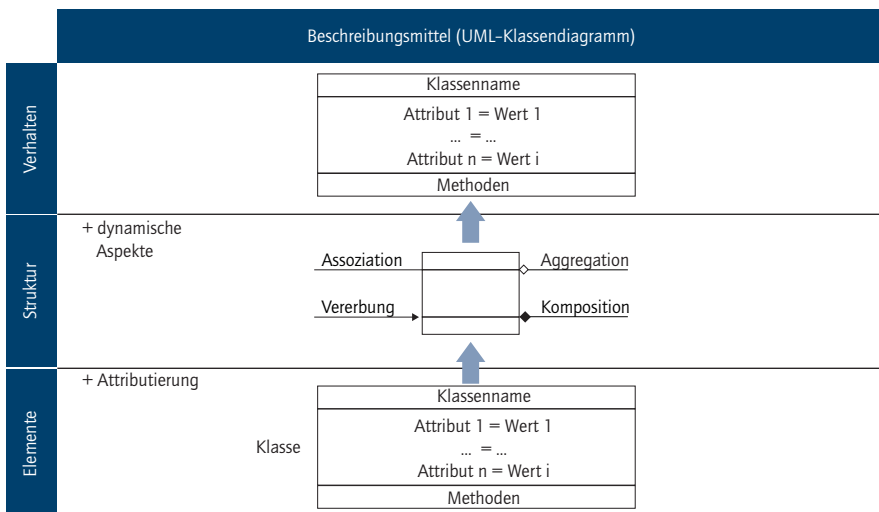 Beschreibungsmittel (UML-Klassendiagramm)
Verhalten
Klassenname
Attribut 1 = Wert 1
... = ...
Attribut n = Wert i
Methoden
+ dynamische
Aspekte
Struktur
Assoziation
Aggregation
Vererbung
Komposition
+ Attributierung
Elemente
Klasse
Klassenname
Attribut 1 = Wert 1
... = ...
Attribut n = Wert i
Methoden